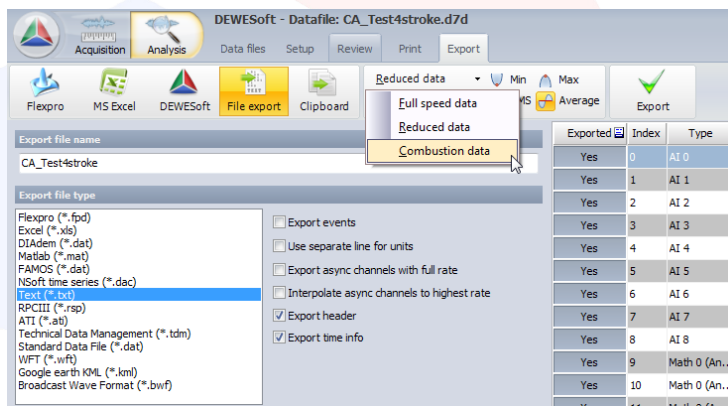 DEWESoft - Datafile: CA_Test4stroke.d7d
Acquisition Analysis Data files Setup Review Print Export
Reduced data Min Max
MS Average
Flexpro MS Excel DEWESoft File export Clipboard Export
Full speed data
Reduced data
Combustion data
Export file name
CA_Test4stroke
Export file type
Flexpro (*.fpd)
Excel (*.xls)
DIAdem (*.dat)
Matlab (*.mat)
FAMOS (*.dat)
NSoft time series (*.dac)
Text (*.txt)
RPCIII (*.rsp)
ATI (*.ati)
Technical Data Management (*.tdm)
Standard Data File (*.dat)
WFT (*.wft)
Google earth KML (*.kml)
Broadcast Wave Format (*.bwf)
Export events
Use separate line for units
Export async channels with full rate
Interpolate async channels to highest rate
Export header
Export time info
Exported Index Type
Yes 0 AI 0
Yes 1 AI 1
Yes 2 AI 2
Yes 3 AI 3
Yes 4 AI 4
Yes 5 AI 5
Yes 6 AI 6
Yes 7 AI 7
Yes 8 AI 8
Yes 9 Math 0 (An...
Yes 10 Math 0 (An...